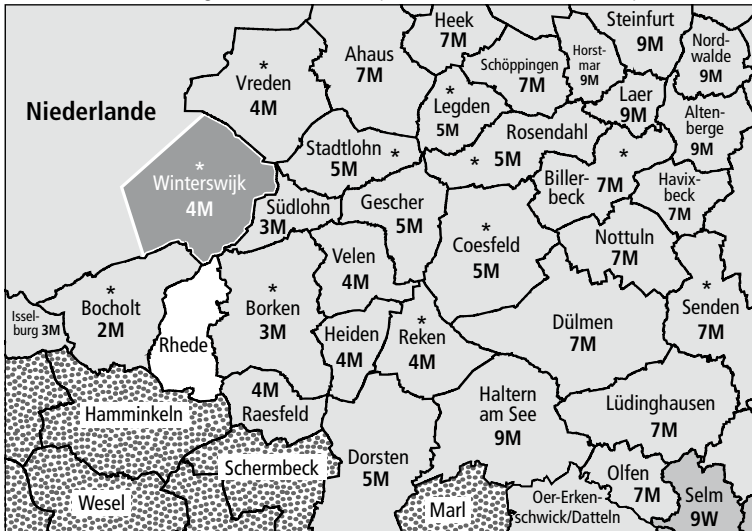 Heek
7M
Steinfurt
9M
Ahaus
7M
Schöppingen
7M
Horst-
mar
9M
Nord-
walde
9M
*
Vreden
4M
Niederlande
*
Legden
5M
Laer
9M
Alten-
berge
9M
Stadtlohn *
5M
Rosendahl
* 5M
*
Winterswijk
4M
Biller-
beck
*
7M
Havix-
beck
7M
Südlohn
3M
Gescher
5M
*
Coesfeld
5M
Nottuln
7M
Velen
4M
*
Bocholt
2M
*
Borken
3M
*
Senden
7M
Issel-
burg 3M
Rhede
Heiden
4M
*
Reken
4M
Dülmen
7M
4M
Raesfeld
Hamminkeln
Haltern
am See
9M
Lüdinghausen
7M
Schermbeck
Dorsten
5M
Olfen
7M
Wesel
Marl
Oer-Erken-
schwick/Datteln
Selm
9W